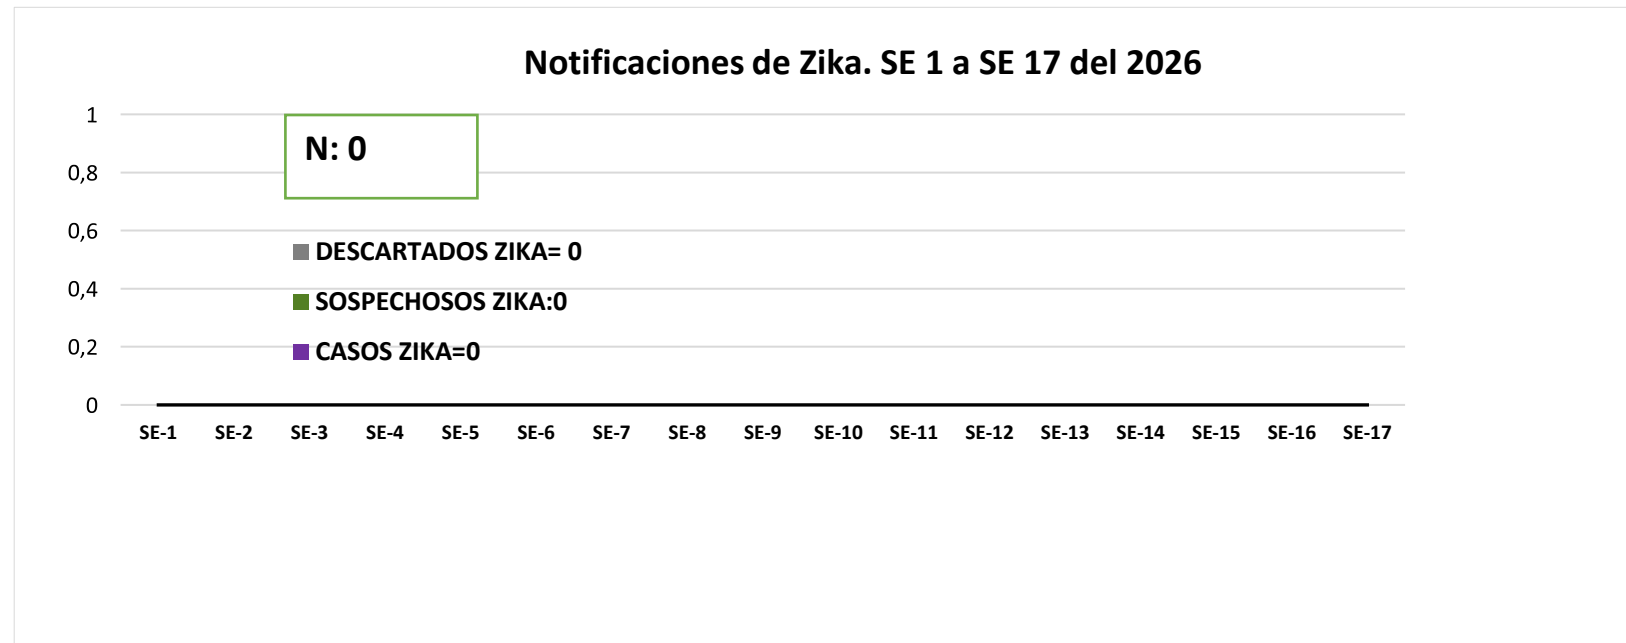 Notificaciones de Zika. SE 1 a SE 17 del 2026
1
N: 0
0,8
0,6
DESCARTADOS ZIKA= 0
0,4
SOSPECHOSOS ZIKA:0
0,2
CASOS ZIKA=0
0
SE-1 SE-2 SE-3 SE-4 SE-5 SE-6 SE-7 SE-8 SE-9 SE-10 SE-11 SE-12 SE-13 SE-14 SE-15 SE-16 SE-17